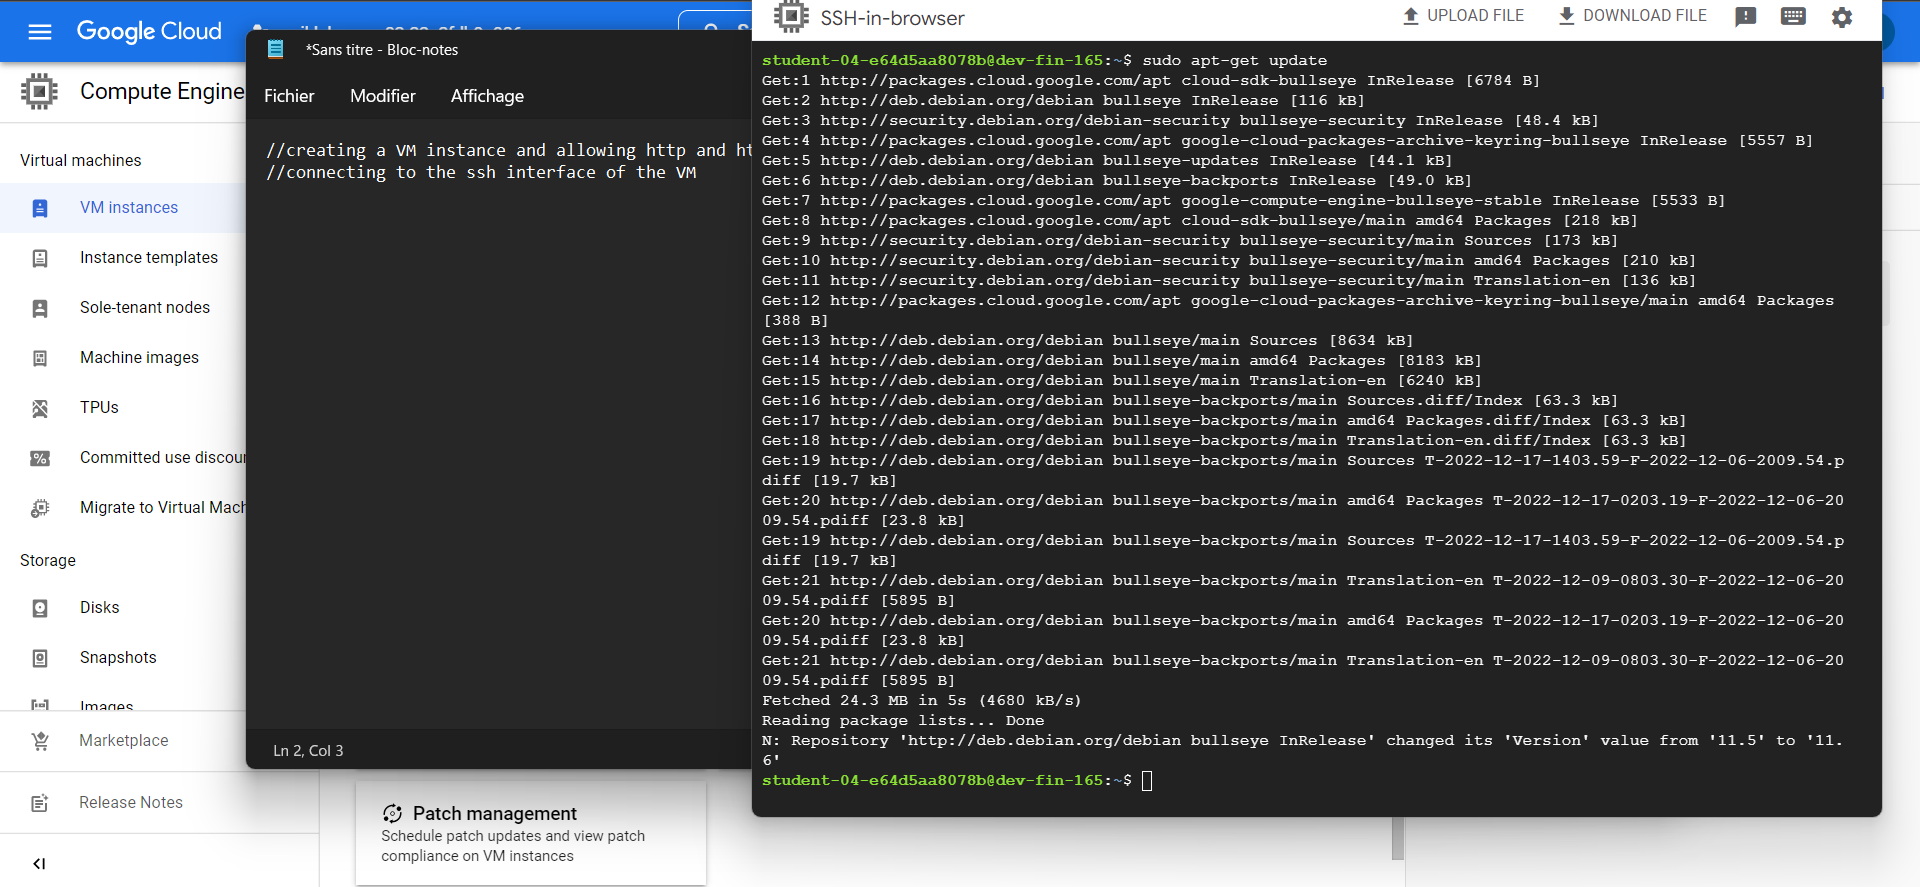 Google Cloud
Compute Engine
Virtual machines
VM instances
Instance templates
Sole-tenant nodes
Machine images
TPUs
Committed use discour
Migrate to Virtual Mach
Storage
Disks
Snapshots
Images
Marketplace
Release Notes
*Sans titre - Bloc-notes
Fichier Modifier Affichage
//creating a VM instance and allowing http and ht
//connecting to the ssh interface of the VM
Ln 2, Col 3
Patch management
Schedule patch updates and view patch
compliance on VM instances
SSH-in-browser
UPLOAD FILE DOWNLOAD FILE
student-04-e64d5aa8078b@dev-fin-165:~$ sudo apt-get update
Get:1 http://packages.cloud.google.com/apt cloud-sdk-bullseye InRelease [6784 B]
Get:2 http://deb.debian.org/debian bullseye InRelease [116 kB]
Get:3 http://security.debian.org/debian-security bullseye-security InRelease [48.4 kB]
Get:4 http://packages.cloud.google.com/apt google-cloud-packages-archive-keyring-bullseye InRelease [5557 B]
Get:5 http://deb.debian.org/debian bullseye-updates InRelease [44.1 kB]
Get:6 http://deb.debian.org/debian bullseye-backports InRelease [49.0 kB]
Get:7 http://packages.cloud.google.com/apt google-compute-engine-bullseye-stable InRelease [5533 B]
Get:8 http://packages.cloud.google.com/apt cloud-sdk-bullseye/main amd64 Packages [218 kB]
Get:9 http://security.debian.org/debian-security bullseye-security/main Sources [173 kB]
Get:10 http://security.debian.org/debian-security bullseye-security/main amd64 Packages [210 kB]
Get:11 http://security.debian.org/debian-security bullseye-security/main Translation-en [136 kB]
Get:12 http://packages.cloud.google.com/apt google-cloud-packages-archive-keyring-bullseye/main amd64 Packages
[388 B]
Get:13 http://deb.debian.org/debian bullseye/main Sources [8634 kB]
Get:14 http://deb.debian.org/debian bullseye/main amd64 Packages [8183 kB]
Get:15 http://deb.debian.org/debian bullseye/main Translation-en [6240 kB]
Get:16 http://deb.debian.org/debian bullseye-backports/main Sources.diff/Index [63.3 kB]
Get:17 http://deb.debian.org/debian bullseye-backports/main amd64 Packages.diff/Index [63.3 kB]
Get:18 http://deb.debian.org/debian bullseye-backports/main Translation-en.diff/Index [63.3 kB]
Get:19 http://deb.debian.org/debian bullseye-backports/main Sources T-2022-12-17-1403.59-F-2022-12-06-2009.54.p
diff [19.7 kB]
Get:20 http://deb.debian.org/debian bullseye-backports/main amd64 Packages T-2022-12-17-0203.19-F-2022-12-06-20
09.54.pdiff [23.8 kB]
Get:19 http://deb.debian.org/debian bullseye-backports/main Sources T-2022-12-17-1403.59-F-2022-12-06-2009.54.p
diff [19.7 kB]
Get:21 http://deb.debian.org/debian bullseye-backports/main Translation-en T-2022-12-09-0803.30-F-2022-12-06-20
09.54.pdiff [5895 B]
Get:20 http://deb.debian.org/debian bullseye-backports/main amd64 Packages T-2022-12-17-0203.19-F-2022-12-06-20
09.54.pdiff [23.8 kB]
Get:21 http://deb.debian.org/debian bullseye-backports/main Translation-en T-2022-12-09-0803.30-F-2022-12-06-20
09.54.pdiff [5895 B]
Fetched 24.3 MB in 5s (4680 kB/s)
Reading package lists... Done
N: Repository 'http://deb.debian.org/debian bullseye InRelease' changed its 'Version' value from '11.5' to '11.
6'
student-04-e64d5aa8078b@dev-fin-165:~$